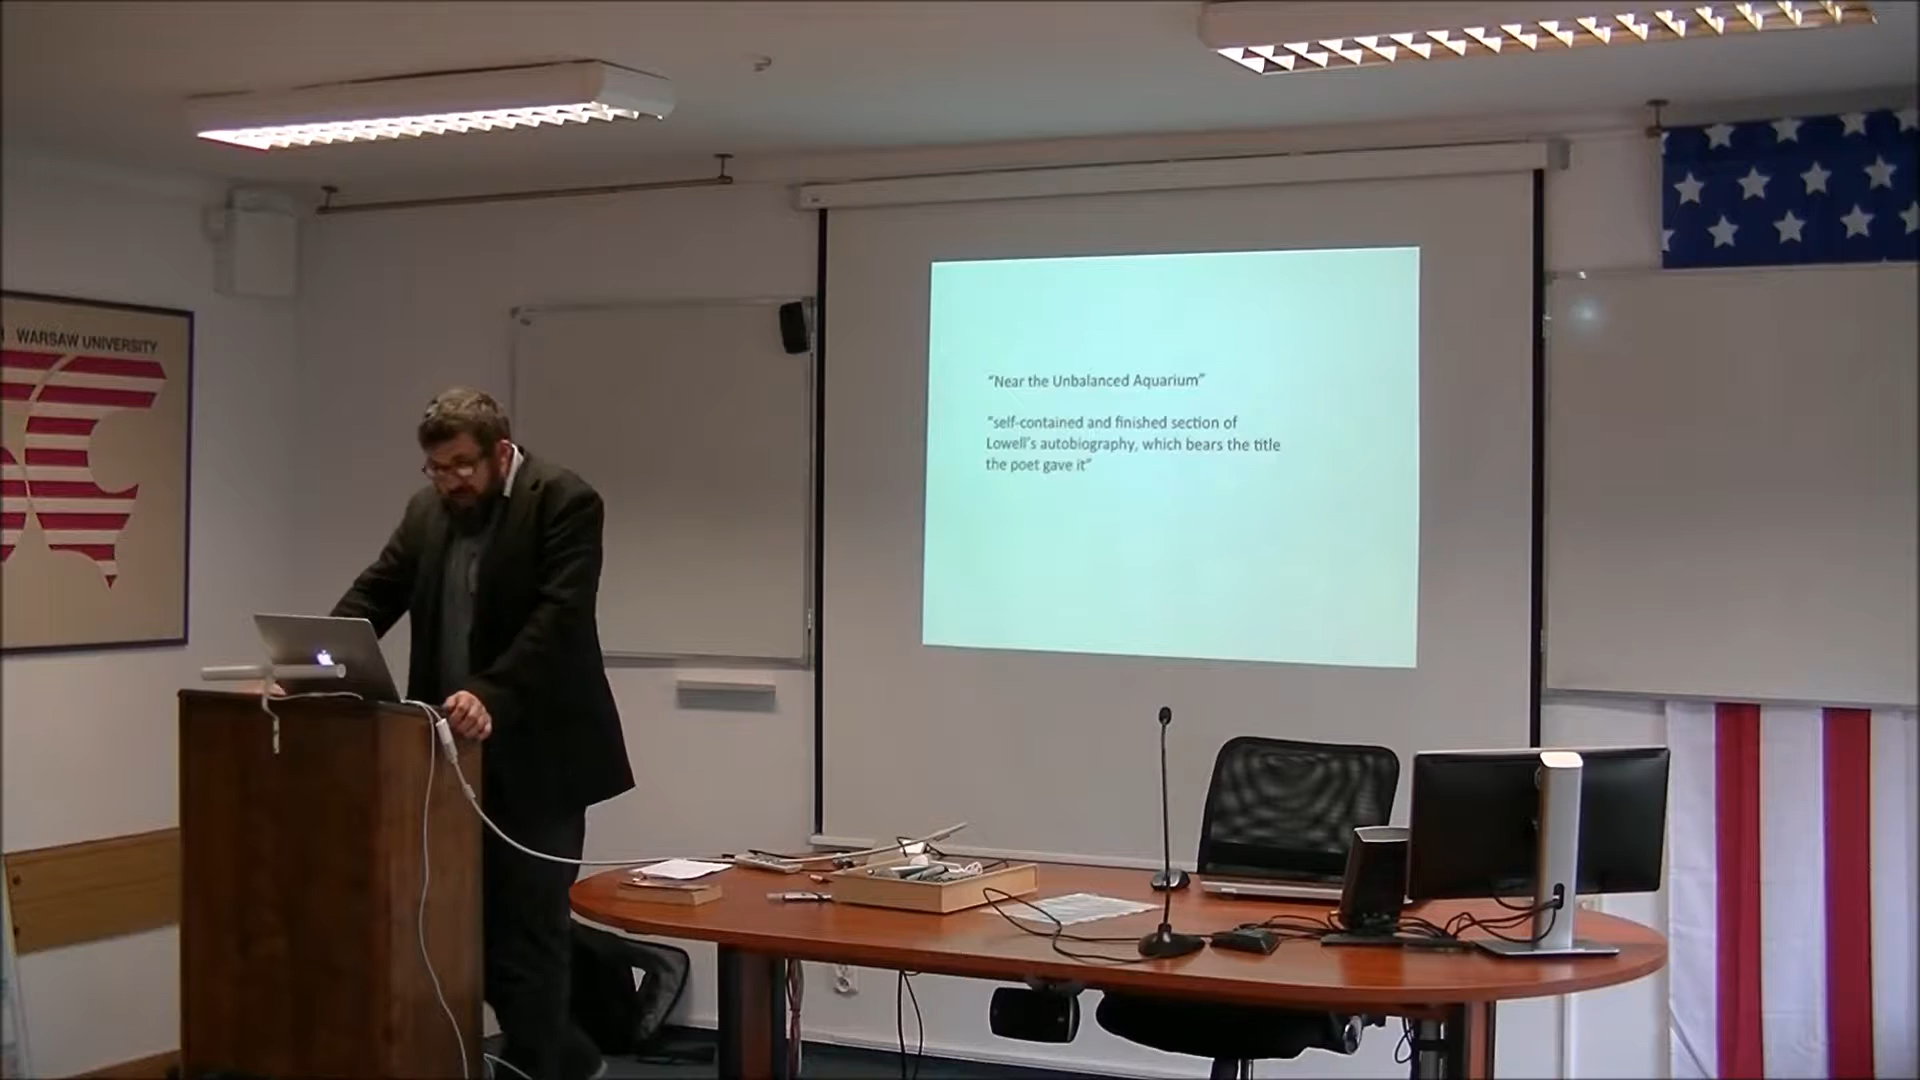 WARSAW UNIVERSITY
“Near the Unbalanced Aquarium”
“self-contained and finished section of
Lowell’s autobiography, which bears the title
the poet gave it”